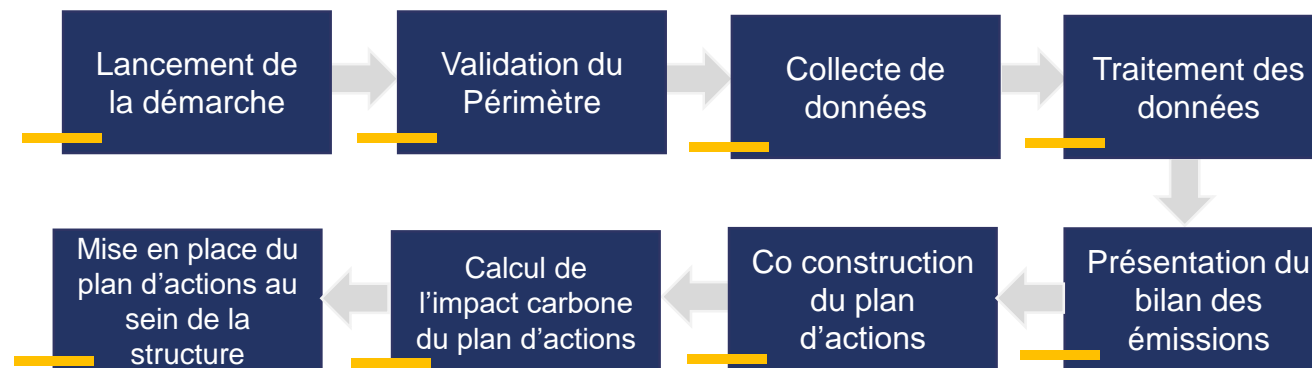 Lancement de
la démarche
Validation du
Périmètre
Collecte de
données
Traitement des
données
Présentation du
bilan des
émissions
Co construction
du plan
d'actions
Calcul de
l'impact carbone
du plan d'actions
Mise en place du
plan d'actions au
sein de la
structure